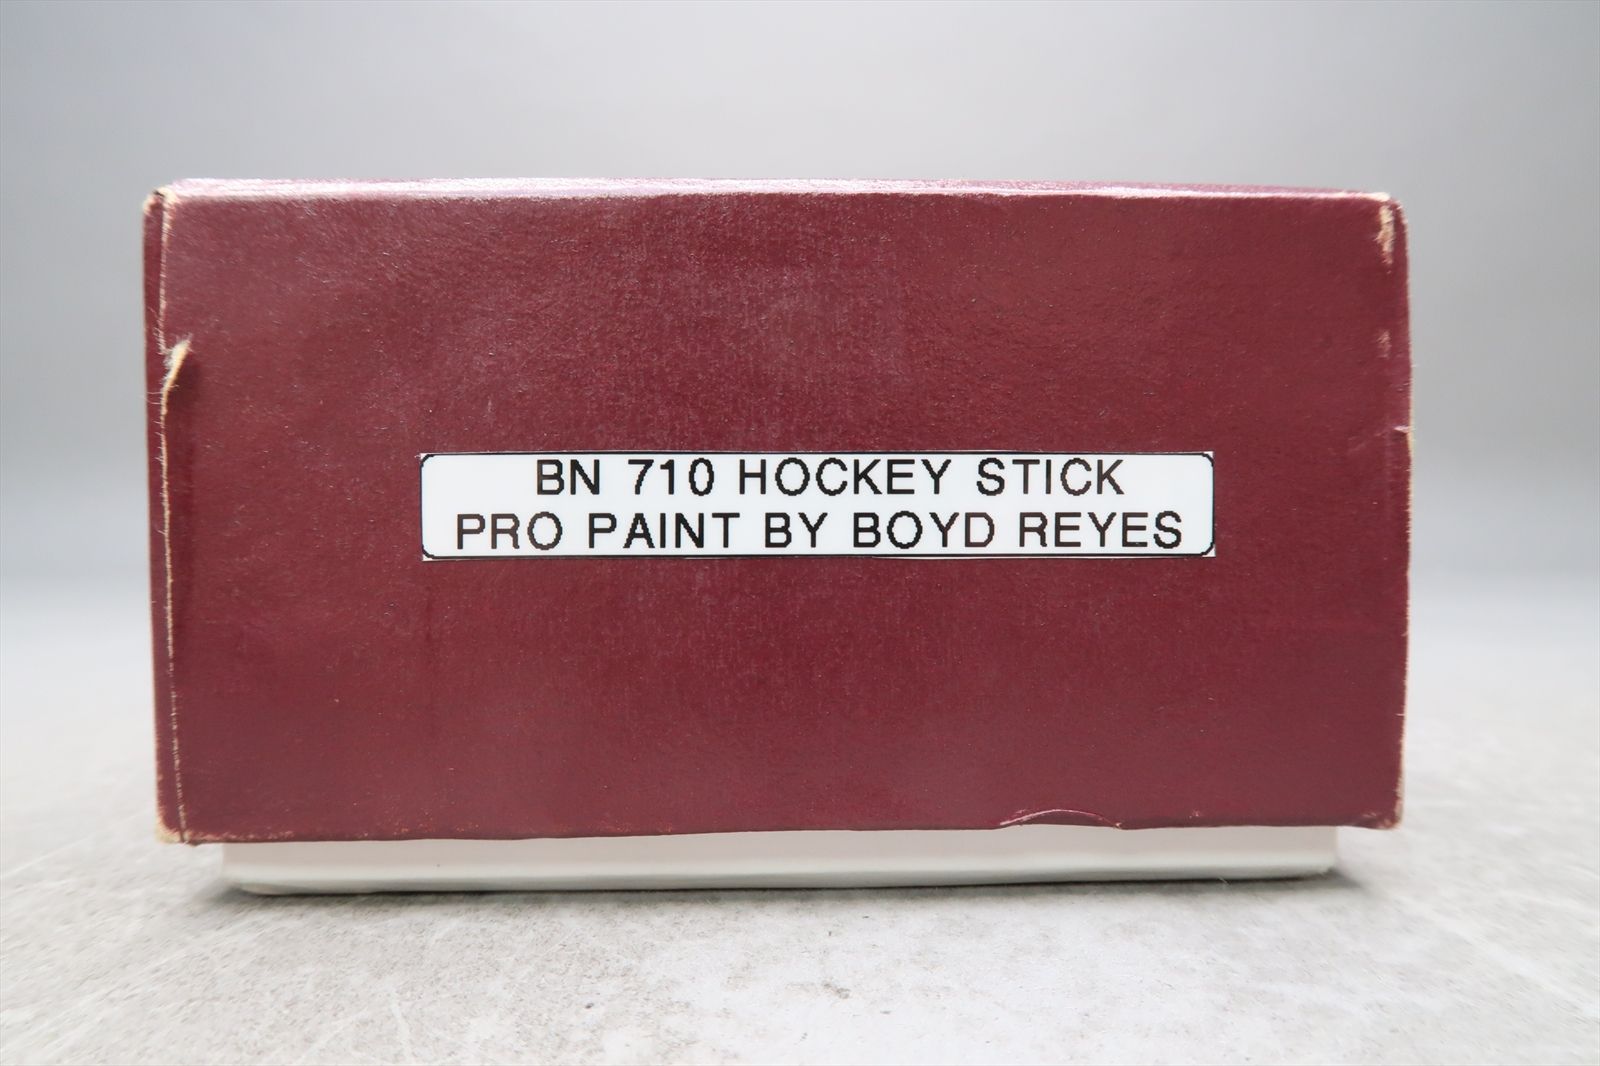 BN 710 HOCKEY STICK
PRO PAINT BY BOYD REYES